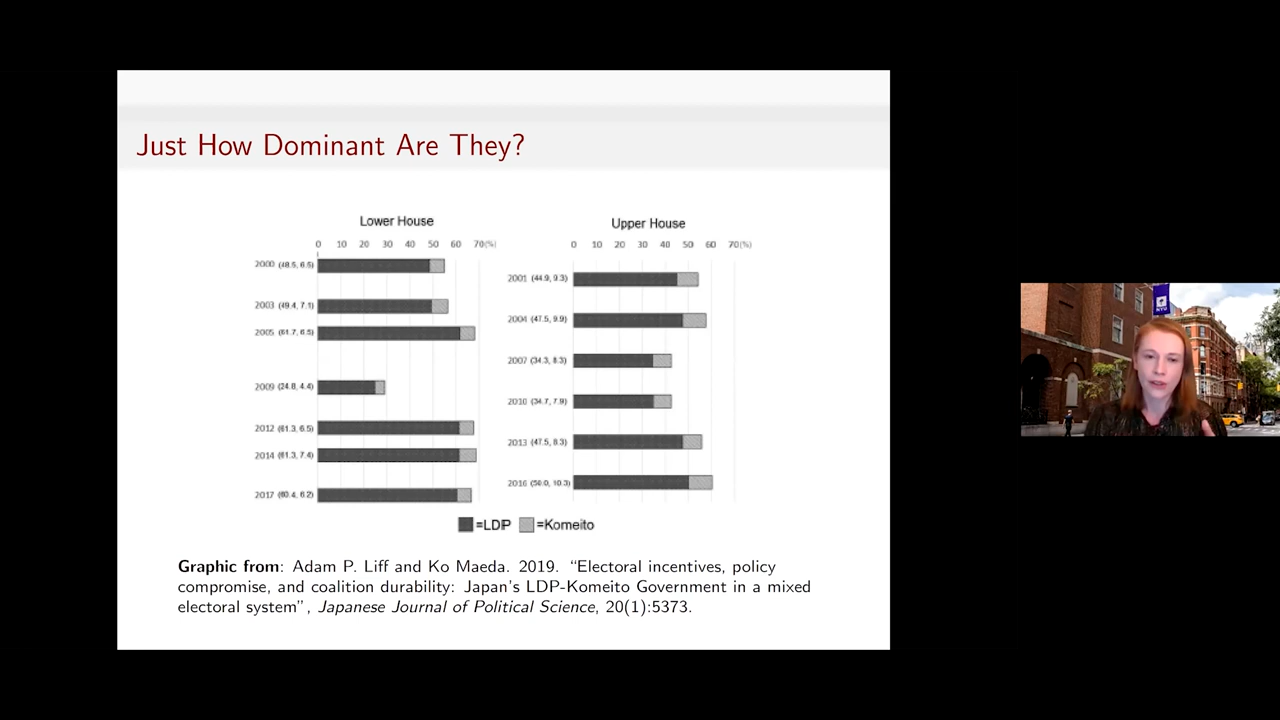 Just How Dominant Are They?
Lower House
0 10 20 30 40 50 60 70(%)
2000 (48.5, 6.5)
2003 (49.4, 7.1)
2005 (61.7, 6.5)
2009 (24.8, 4.4)
2012 (61.3, 6.5)
2014 (61.3, 7.4)
2017 (60.4, 6.2)
Upper House
0 10 20 30 40 50 60 70(%)
2001 (44.9, 9.3)
2004 (47.5, 9.9)
2007 (34.3, 8.3)
2010 (34.7, 7.9)
2013 (47.5, 8.3)
2016 (50.0, 10.3)
=LDP =Komeito
Graphic from: Adam P. Liff and Ko Maeda. 2019. “Electoral incentives, policy
compromise, and coalition durability: Japan's LDP-Komeito Government in a mixed
electoral system”, Japanese Journal of Political Science, 20(1):5373.
NYU